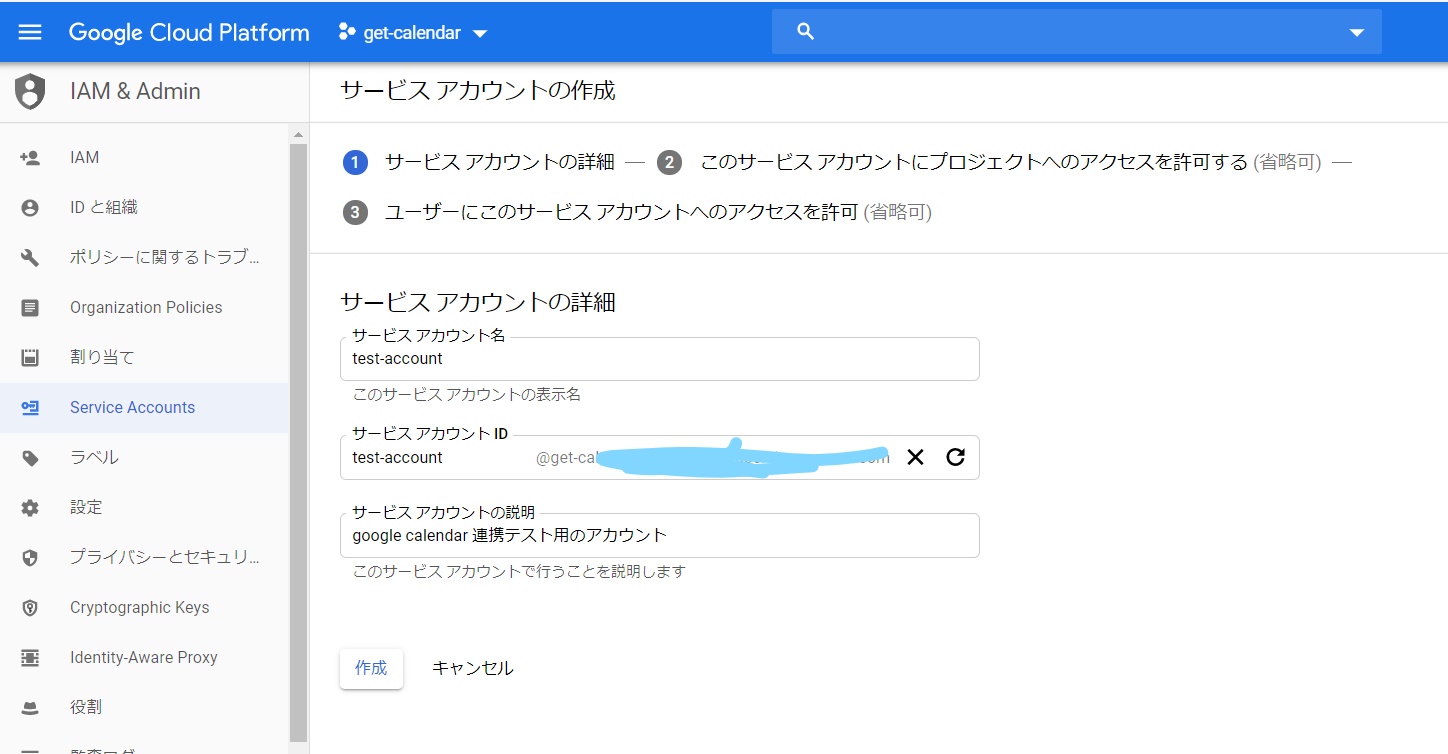 Google Cloud Platform
get-calendar
IAM & Admin
IAM
ID と組織
ポリシーに関するトラブ...
Organization Policies
割り当て
Service Accounts
ラベル
設定
プライバシーとセキュリ...
Cryptographic Keys
Identity-Aware Proxy
役割
サービス アカウントの作成
1 サービス アカウントの詳細 — 2 このサービス アカウントにプロジェクトへのアクセスを許可する (省略可) —
3 ユーザーにこのサービス アカウントへのアクセスを許可 (省略可)
サービス アカウントの詳細
サービス アカウント名
test-account
このサービス アカウントの表示名
サービス アカウント ID
test-account
サービス アカウントの説明
google calendar 連携テスト用のアカウント
このサービス アカウントで行うことを説明します
作成 キャンセル